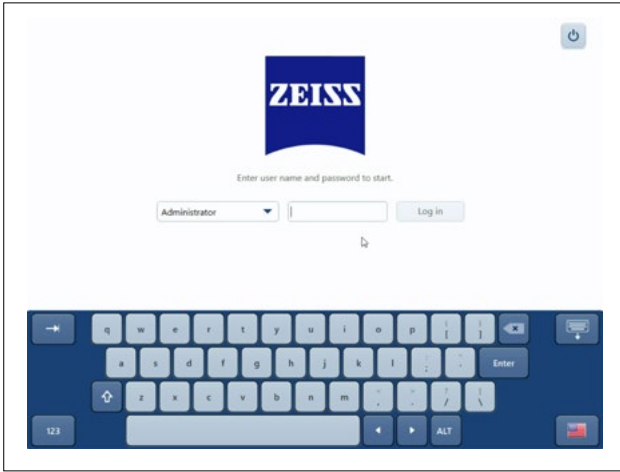 ZEISS
Enter user name and password to start.
Administrator Log in
q w e r t y u i o p [ ]
a s d f g h j k l ; Enter
z x c v b n m , . / \
123 ALT